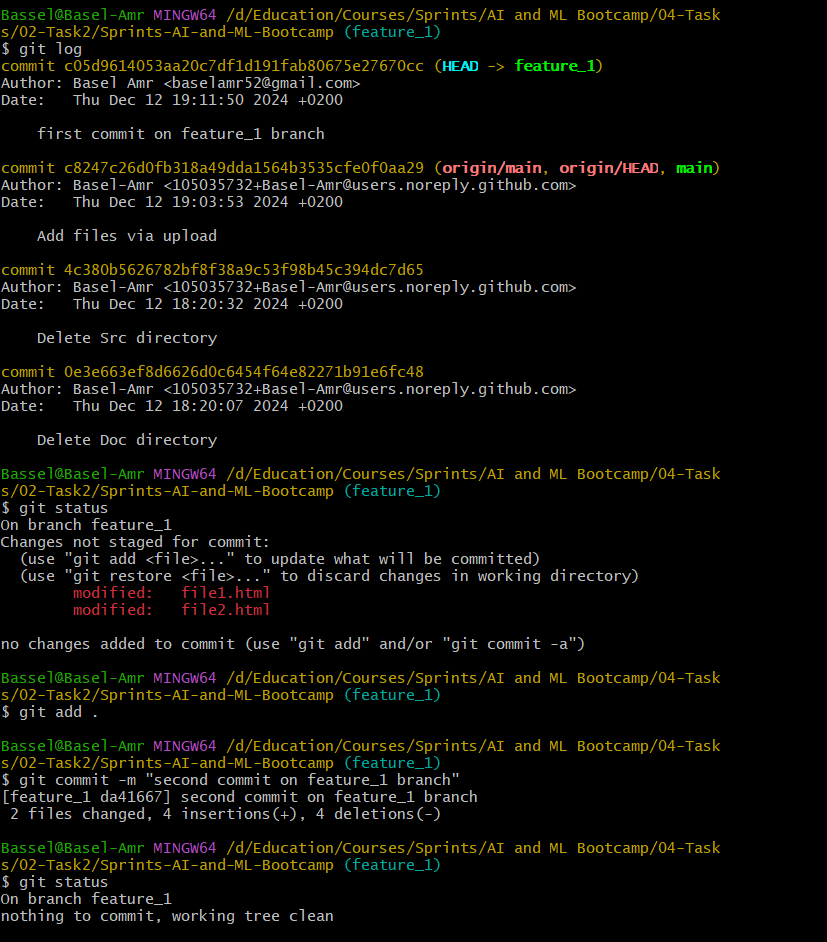 Bassel@Basel-Amr MINGW64 /d/Education/Courses/Sprints/AI and ML Bootcamp/04-Task
s/02-Task2/Sprints-AI-and-ML-Bootcamp (feature_1)
$ git log
commit c05d9614053aa20c7df1d191fab80675e27670cc (HEAD -> feature_1)
Author: Basel Amr <baselamr52@gmail.com>
Date:   Thu Dec 12 19:11:50 2024 +0200
    first commit on feature_1 branch
commit c8247c26d0fb318a49dda1564b3535cfe0f0aa29 (origin/main, origin/HEAD, main)
Author: Basel-Amr <105035732+Basel-Amr@users.noreply.github.com>
Date:   Thu Dec 12 19:03:53 2024 +0200
    Add files via upload
commit 4c380b5626782bf8f38a9c53f98b45c394dc7d65
Author: Basel-Amr <105035732+Basel-Amr@users.noreply.github.com>
Date:   Thu Dec 12 18:20:32 2024 +0200
    Delete Src directory
commit 0e3e663ef8d6626d0c6454f64e82271b91e6fc48
Author: Basel-Amr <105035732+Basel-Amr@users.noreply.github.com>
Date:   Thu Dec 12 18:20:07 2024 +0200
    Delete Doc directory
Bassel@Basel-Amr MINGW64 /d/Education/Courses/Sprints/AI and ML Bootcamp/04-Task
s/02-Task2/Sprints-AI-and-ML-Bootcamp (feature_1)
$ git status
On branch feature_1
Changes not staged for commit:
  (use "git add <file>..." to update what will be committed)
  (use "git restore <file>..." to discard changes in working directory)
        modified:   file1.html
        modified:   file2.html
no changes added to commit (use "git add" and/or "git commit -a")
Bassel@Basel-Amr MINGW64 /d/Education/Courses/Sprints/AI and ML Bootcamp/04-Task
s/02-Task2/Sprints-AI-and-ML-Bootcamp (feature_1)
$ git add .
Bassel@Basel-Amr MINGW64 /d/Education/Courses/Sprints/AI and ML Bootcamp/04-Task
s/02-Task2/Sprints-AI-and-ML-Bootcamp (feature_1)
$ git commit -m "second commit on feature_1 branch"
[feature_1 da41667] second commit on feature_1 branch
 2 files changed, 4 insertions(+), 4 deletions(-)
Bassel@Basel-Amr MINGW64 /d/Education/Courses/Sprints/AI and ML Bootcamp/04-Task
s/02-Task2/Sprints-AI-and-ML-Bootcamp (feature_1)
$ git status
On branch feature_1
nothing to commit, working tree clean